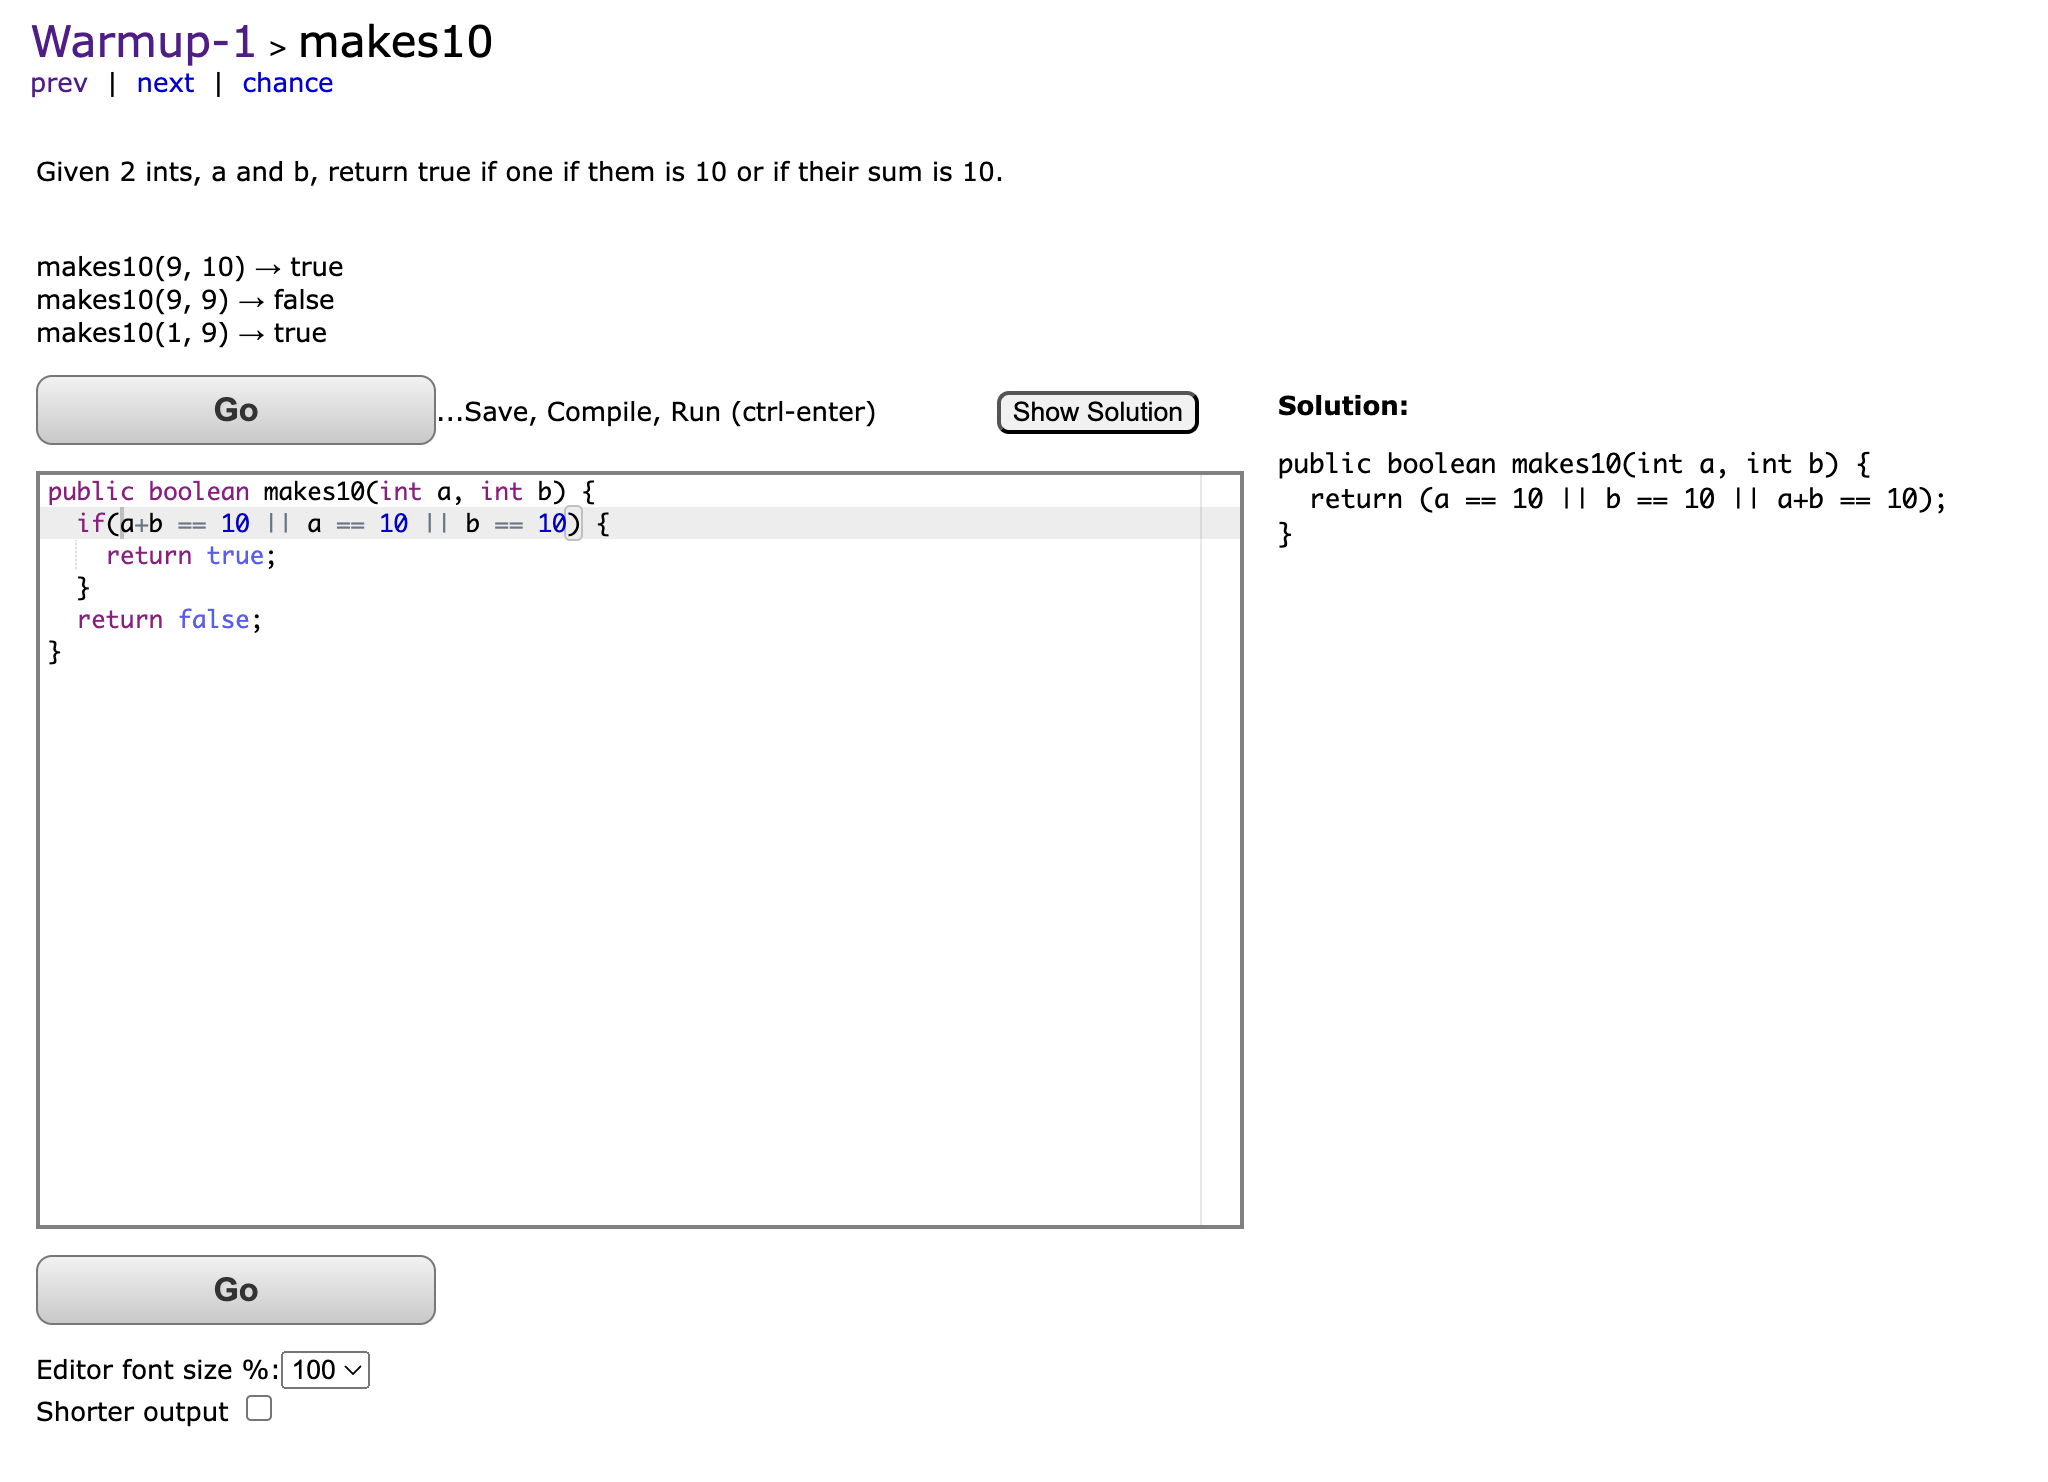 Warmup-1 > makes10
prev | next | chance
Given 2 ints, a and b, return true if one if them is 10 or if their sum is 10.
makes10(9, 10) → true
makes10(9, 9) → false
makes10(1, 9) → true
Go ...Save, Compile, Run (ctrl-enter) Show Solution
public boolean makes10(int a, int b) {
  if(a+b == 10 || a == 10 || b == 10) {
    return true;
  }
  return false;
}
Solution:
public boolean makes10(int a, int b) {
  return (a == 10 || b == 10 || a+b == 10);
}
Go
Editor font size %: 100
Shorter output